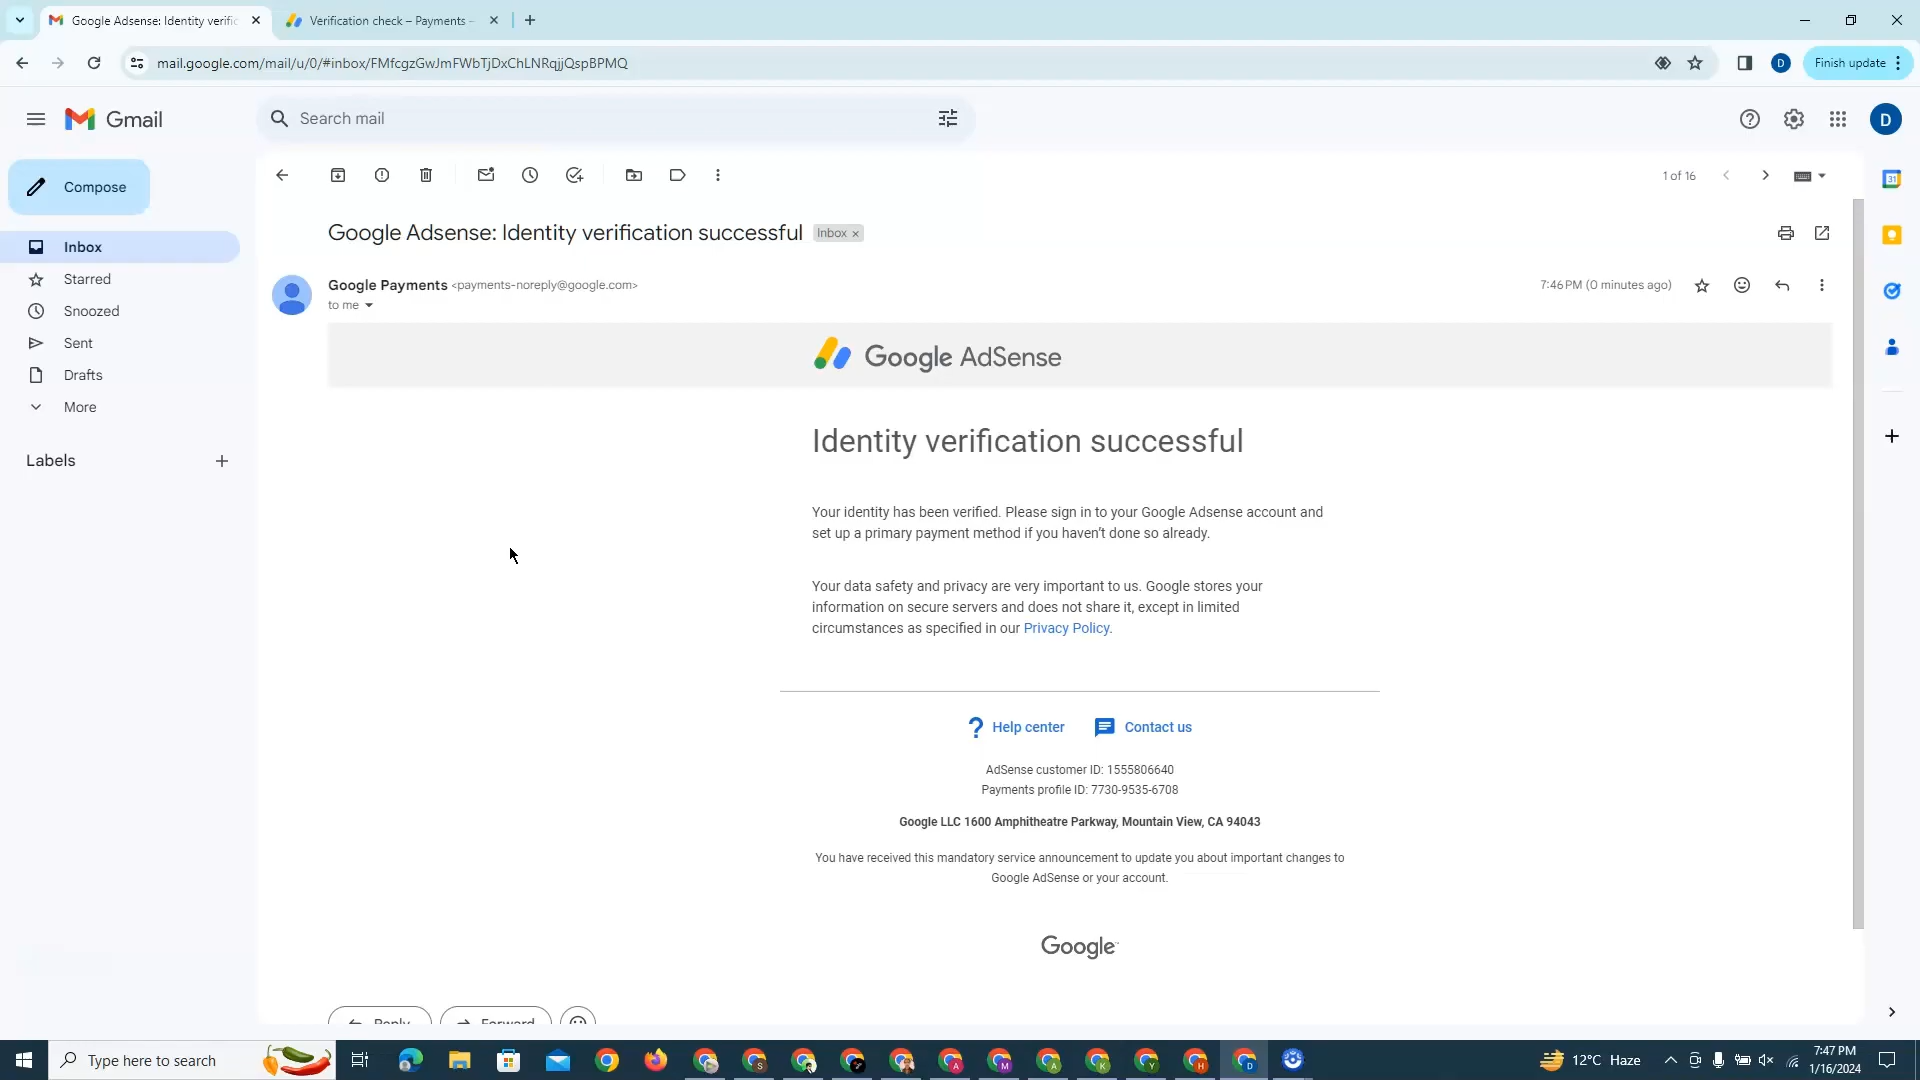 Google Adsense: Identity verific
Verification check – Payments –
mail.google.com/mail/u/0/#inbox/FMfcgzGwJmFWbTjDxChLNRqjjQspBPMQ
D
Finish update
Gmail
Search mail
D
Compose
1 of 16
Inbox
Starred
Snoozed
Sent
Drafts
More
Labels
Google Adsense: Identity verification successful
Inbox ×
31
Google Payments <payments-noreply@google.com>
7:46 PM (0 minutes ago)
to me
Google AdSense
Identity verification successful
Your identity has been verified. Please sign in to your Google Adsense account and
set up a primary payment method if you haven’t done so already.
Your data safety and privacy are very important to us. Google stores your
information on secure servers and does not share it, except in limited
circumstances as specified in our Privacy Policy.
Help center
Contact us
AdSense customer ID: 1555806640
Payments profile ID: 7730-9535-6708
Google LLC 1600 Amphitheatre Parkway, Mountain View, CA 94043
You have received this mandatory service announcement to update you about important changes to
Google AdSense or your account.
Google
Reply
Forward
Type here to search
S
A
M
A
K
Y
H
D
12°C Haze
7:47 PM
1/16/2024